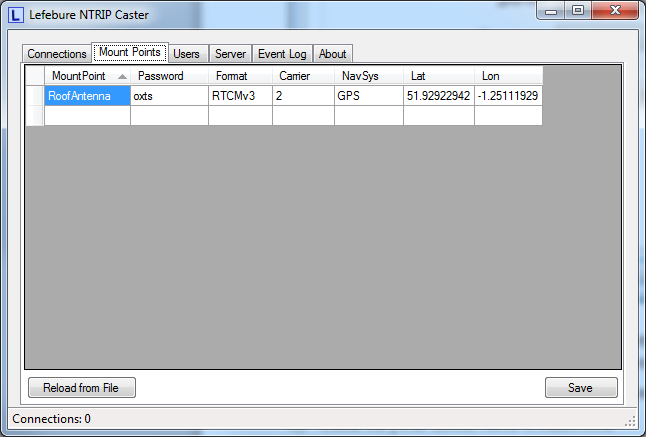 L Lefebure NTRIP Caster
Connections Mount Points Users Server Event Log About
MountPoint Password Format Carrier NavSys Lat Lon
RoofAntenna oxts RTCMv3 2 GPS 51.92922942 -1.25111929
Reload from File Save
Connections: 0